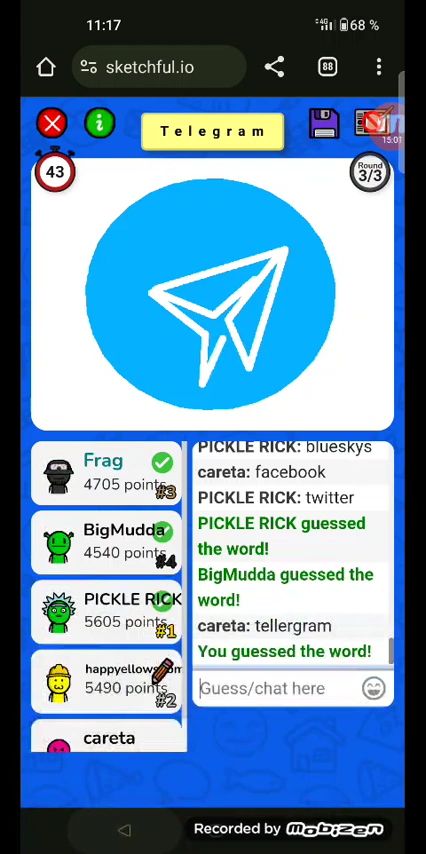 11:17
4G 68 %
sketchful.io
88
Telegram
15:01
43
Round
3/3
Frag
4705 points
#3
BigMudda
4540 points
#4
PICKLE RICK
5605 points
#1
5490 points
#2
careta
PICKLE RICK: blueskys
careta: facebook
PICKLE RICK: twitter
PICKLE RICK guessed
the word!
BigMudda guessed the
word!
careta: tellergram
You guessed the word!
Guess/chat here
Recorded by mobizen